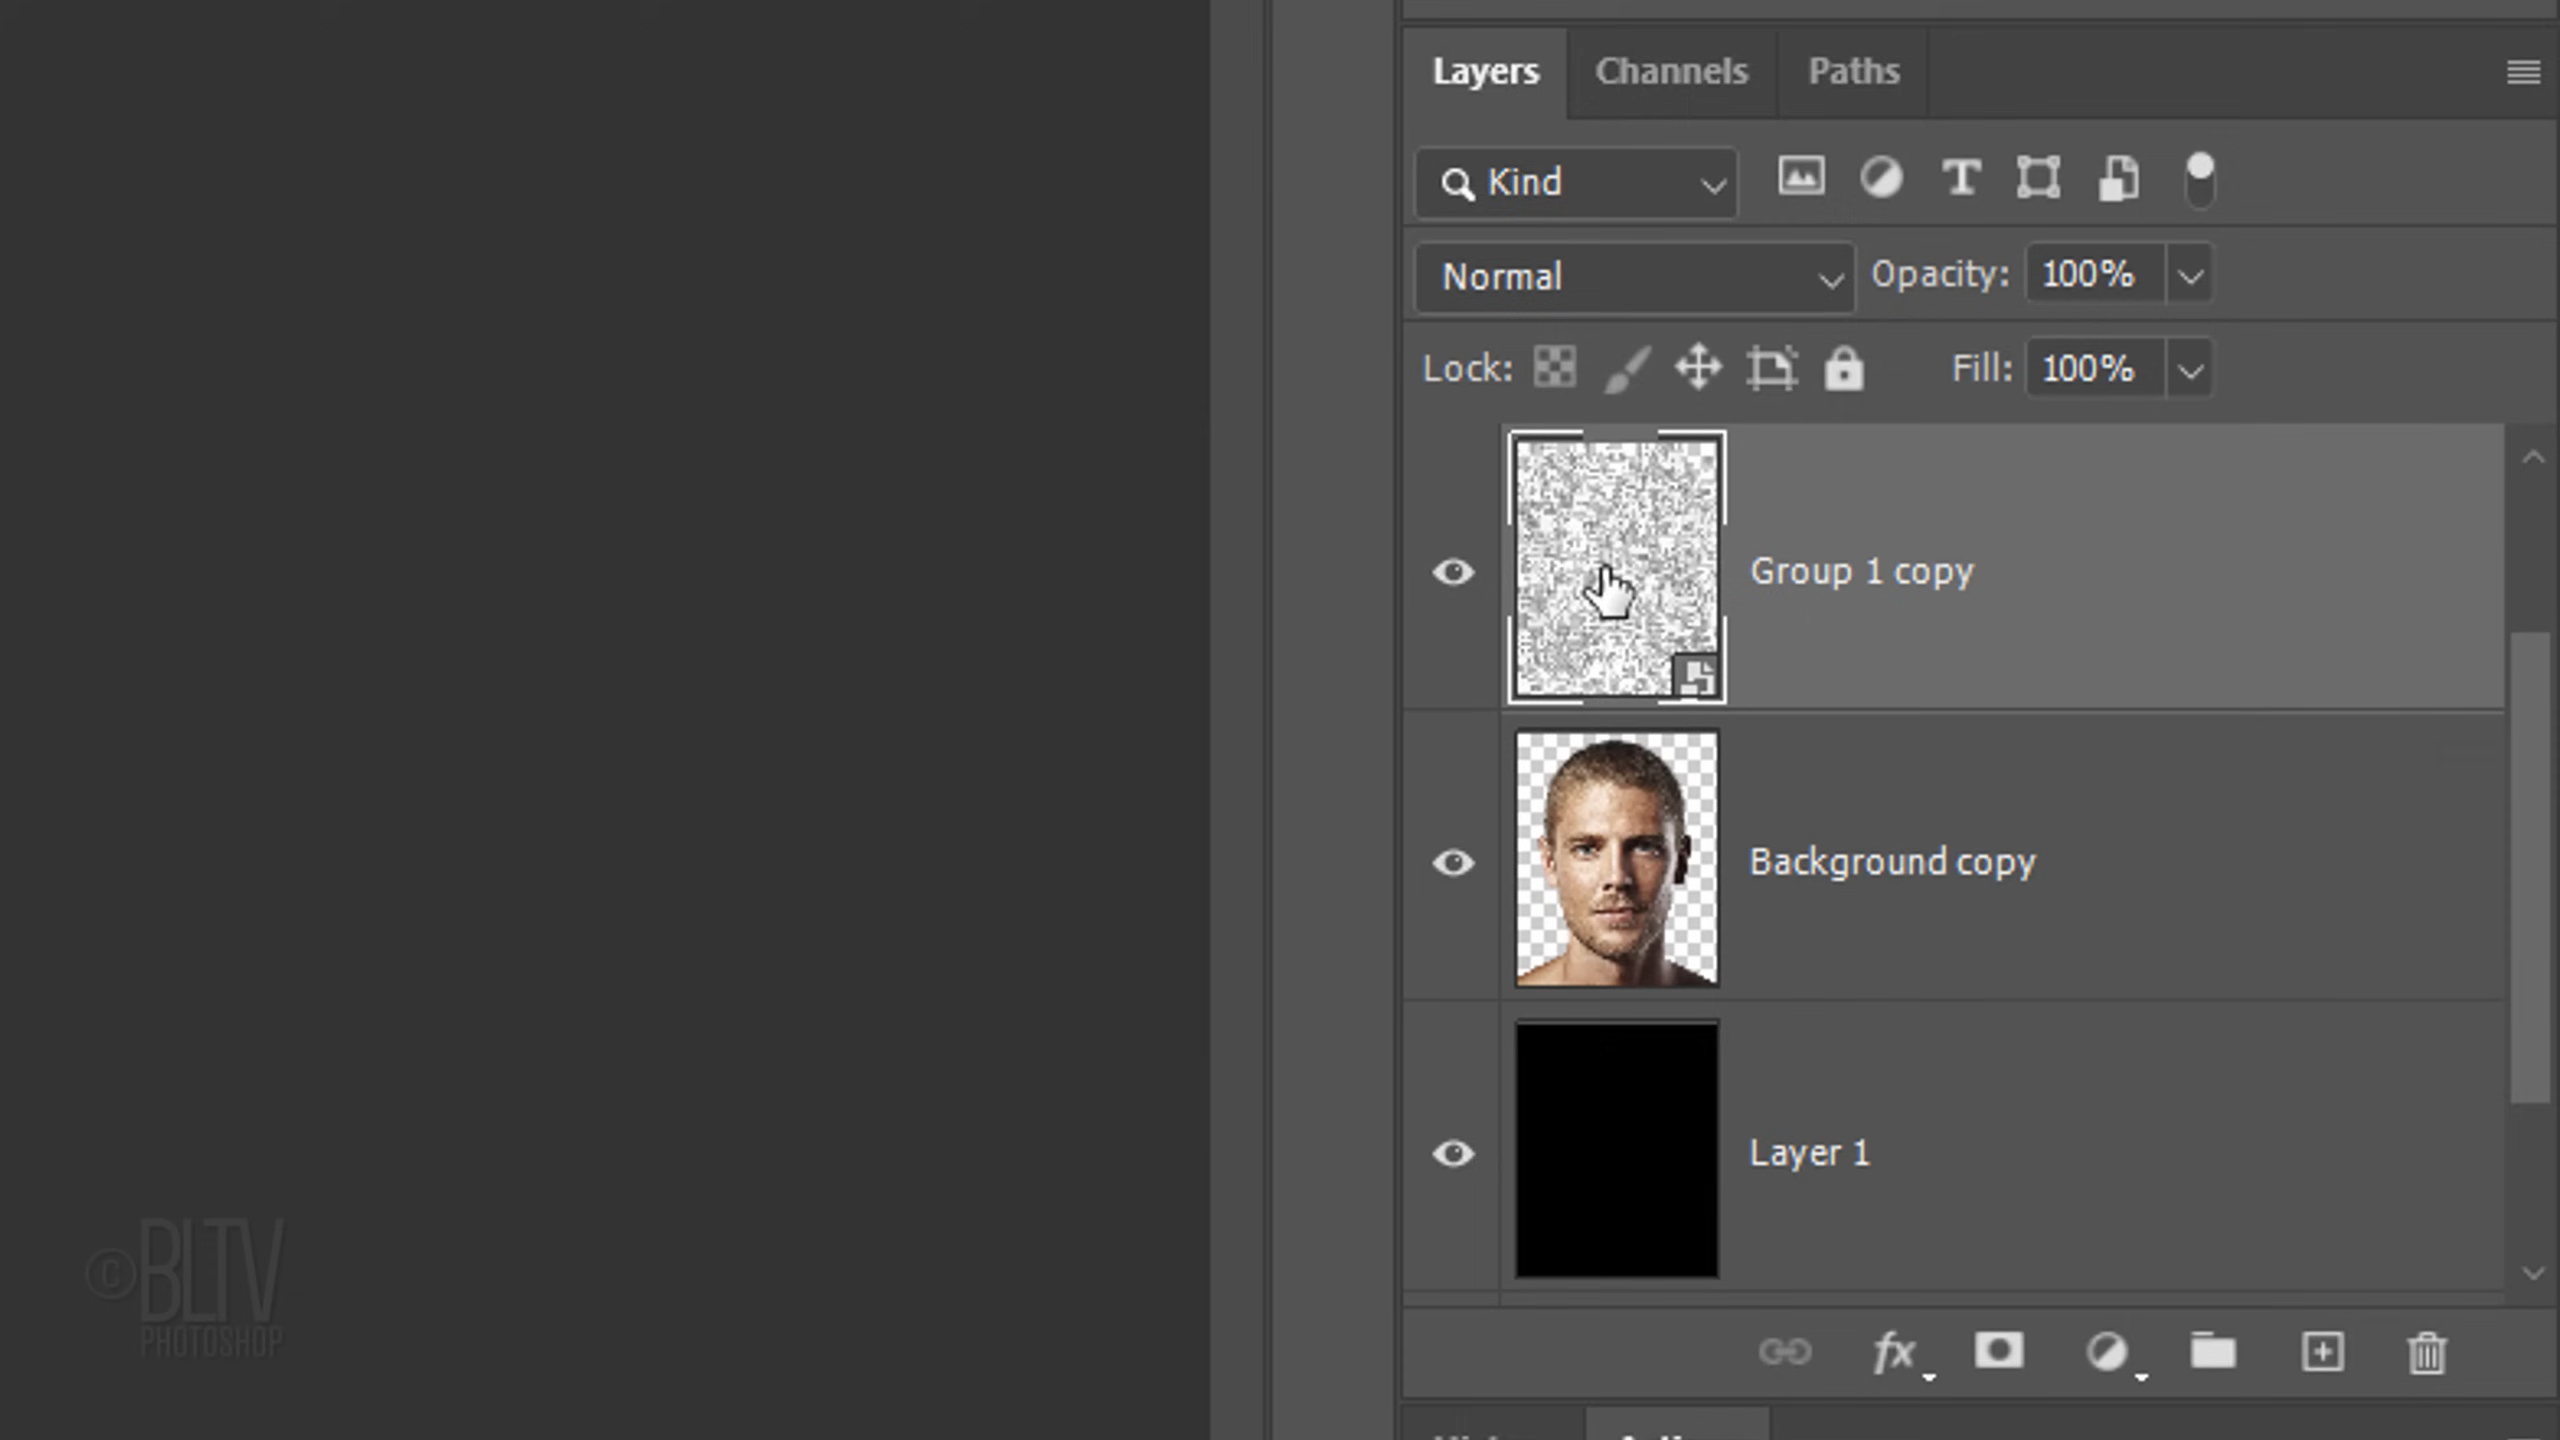 Layers Channels Paths
Kind
Normal Opacity: 100%
Lock: Fill: 100%
Group 1 copy
Background copy
Layer 1
fx
©BLTV
PHOTOSHOP